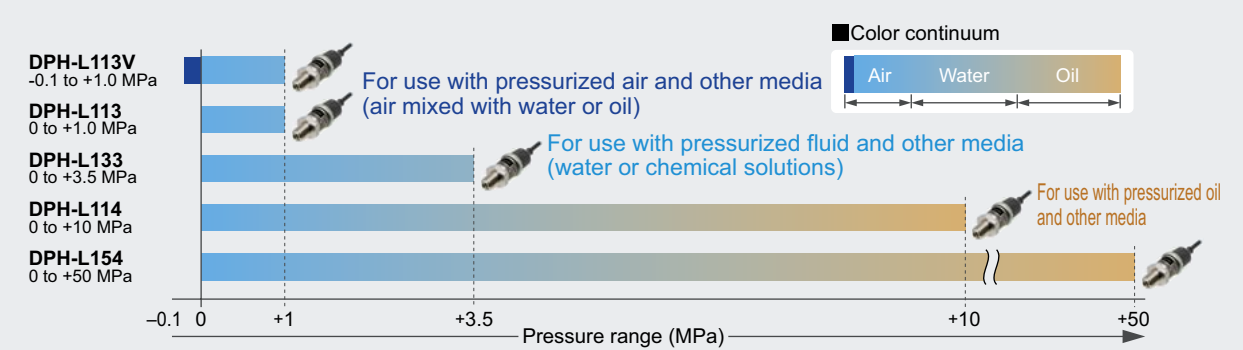 ■Color continuum
Air Water Oil
DPH-L113V
-0.1 to +1.0 MPa
For use with pressurized air and other media
(air mixed with water or oil)
DPH-L113
0 to +1.0 MPa
For use with pressurized fluid and other media
(water or chemical solutions)
DPH-L133
0 to +3.5 MPa
For use with pressurized oil
and other media
DPH-L114
0 to +10 MPa
DPH-L154
0 to +50 MPa
–0.1 0 +1 +3.5 +10 +50
Pressure range (MPa)